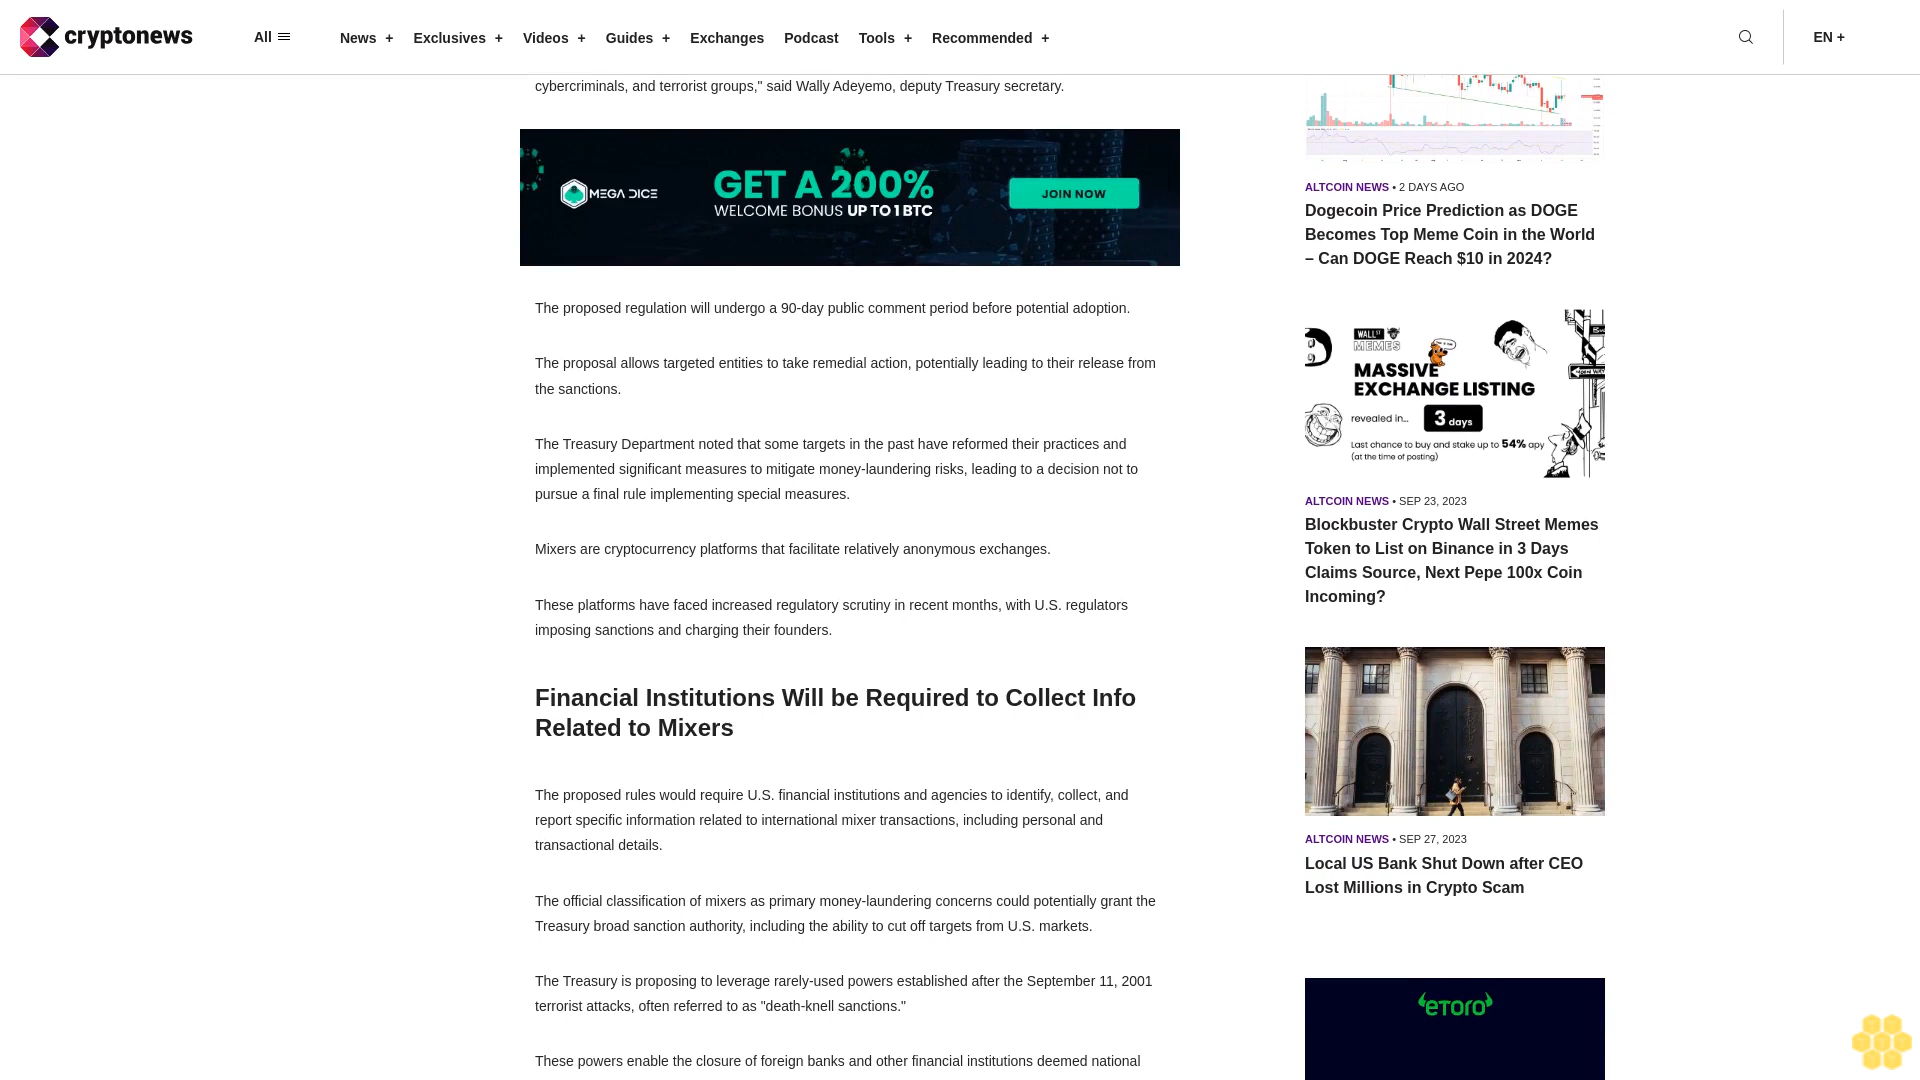 cryptonews
All
News +
Exclusives +
Videos +
Guides +
Exchanges
Podcast
Tools +
Recommended +
EN +
cybercriminals, and terrorist groups," said Wally Adeyemo, deputy Treasury secretary.
MEGA DICE
GET A 200%
WELCOME BONUS UP TO 1 BTC
JOIN NOW
The proposed regulation will undergo a 90-day public comment period before potential adoption.
The proposal allows targeted entities to take remedial action, potentially leading to their release from
the sanctions.
The Treasury Department noted that some targets in the past have reformed their practices and
implemented significant measures to mitigate money-laundering risks, leading to a decision not to
pursue a final rule implementing special measures.
Mixers are cryptocurrency platforms that facilitate relatively anonymous exchanges.
These platforms have faced increased regulatory scrutiny in recent months, with U.S. regulators
imposing sanctions and charging their founders.
Financial Institutions Will be Required to Collect Info
Related to Mixers
The proposed rules would require U.S. financial institutions and agencies to identify, collect, and
report specific information related to international mixer transactions, including personal and
transactional details.
The official classification of mixers as primary money-laundering concerns could potentially grant the
Treasury broad sanction authority, including the ability to cut off targets from U.S. markets.
The Treasury is proposing to leverage rarely-used powers established after the September 11, 2001
terrorist attacks, often referred to as "death-knell sanctions."
These powers enable the closure of foreign banks and other financial institutions deemed national
ALTCOIN NEWS • 2 DAYS AGO
Dogecoin Price Prediction as DOGE
Becomes Top Meme Coin in the World
– Can DOGE Reach $10 in 2024?
WALL ST
MEMES
MASSIVE
EXCHANGE LISTING
revealed in... 3 days
Last chance to buy and stake up to 54% apy
(at the time of posting)
ALTCOIN NEWS • SEP 23, 2023
Blockbuster Crypto Wall Street Memes
Token to List on Binance in 3 Days
Claims Source, Next Pepe 100x Coin
Incoming?
ALTCOIN NEWS • SEP 27, 2023
Local US Bank Shut Down after CEO
Lost Millions in Crypto Scam
eToro